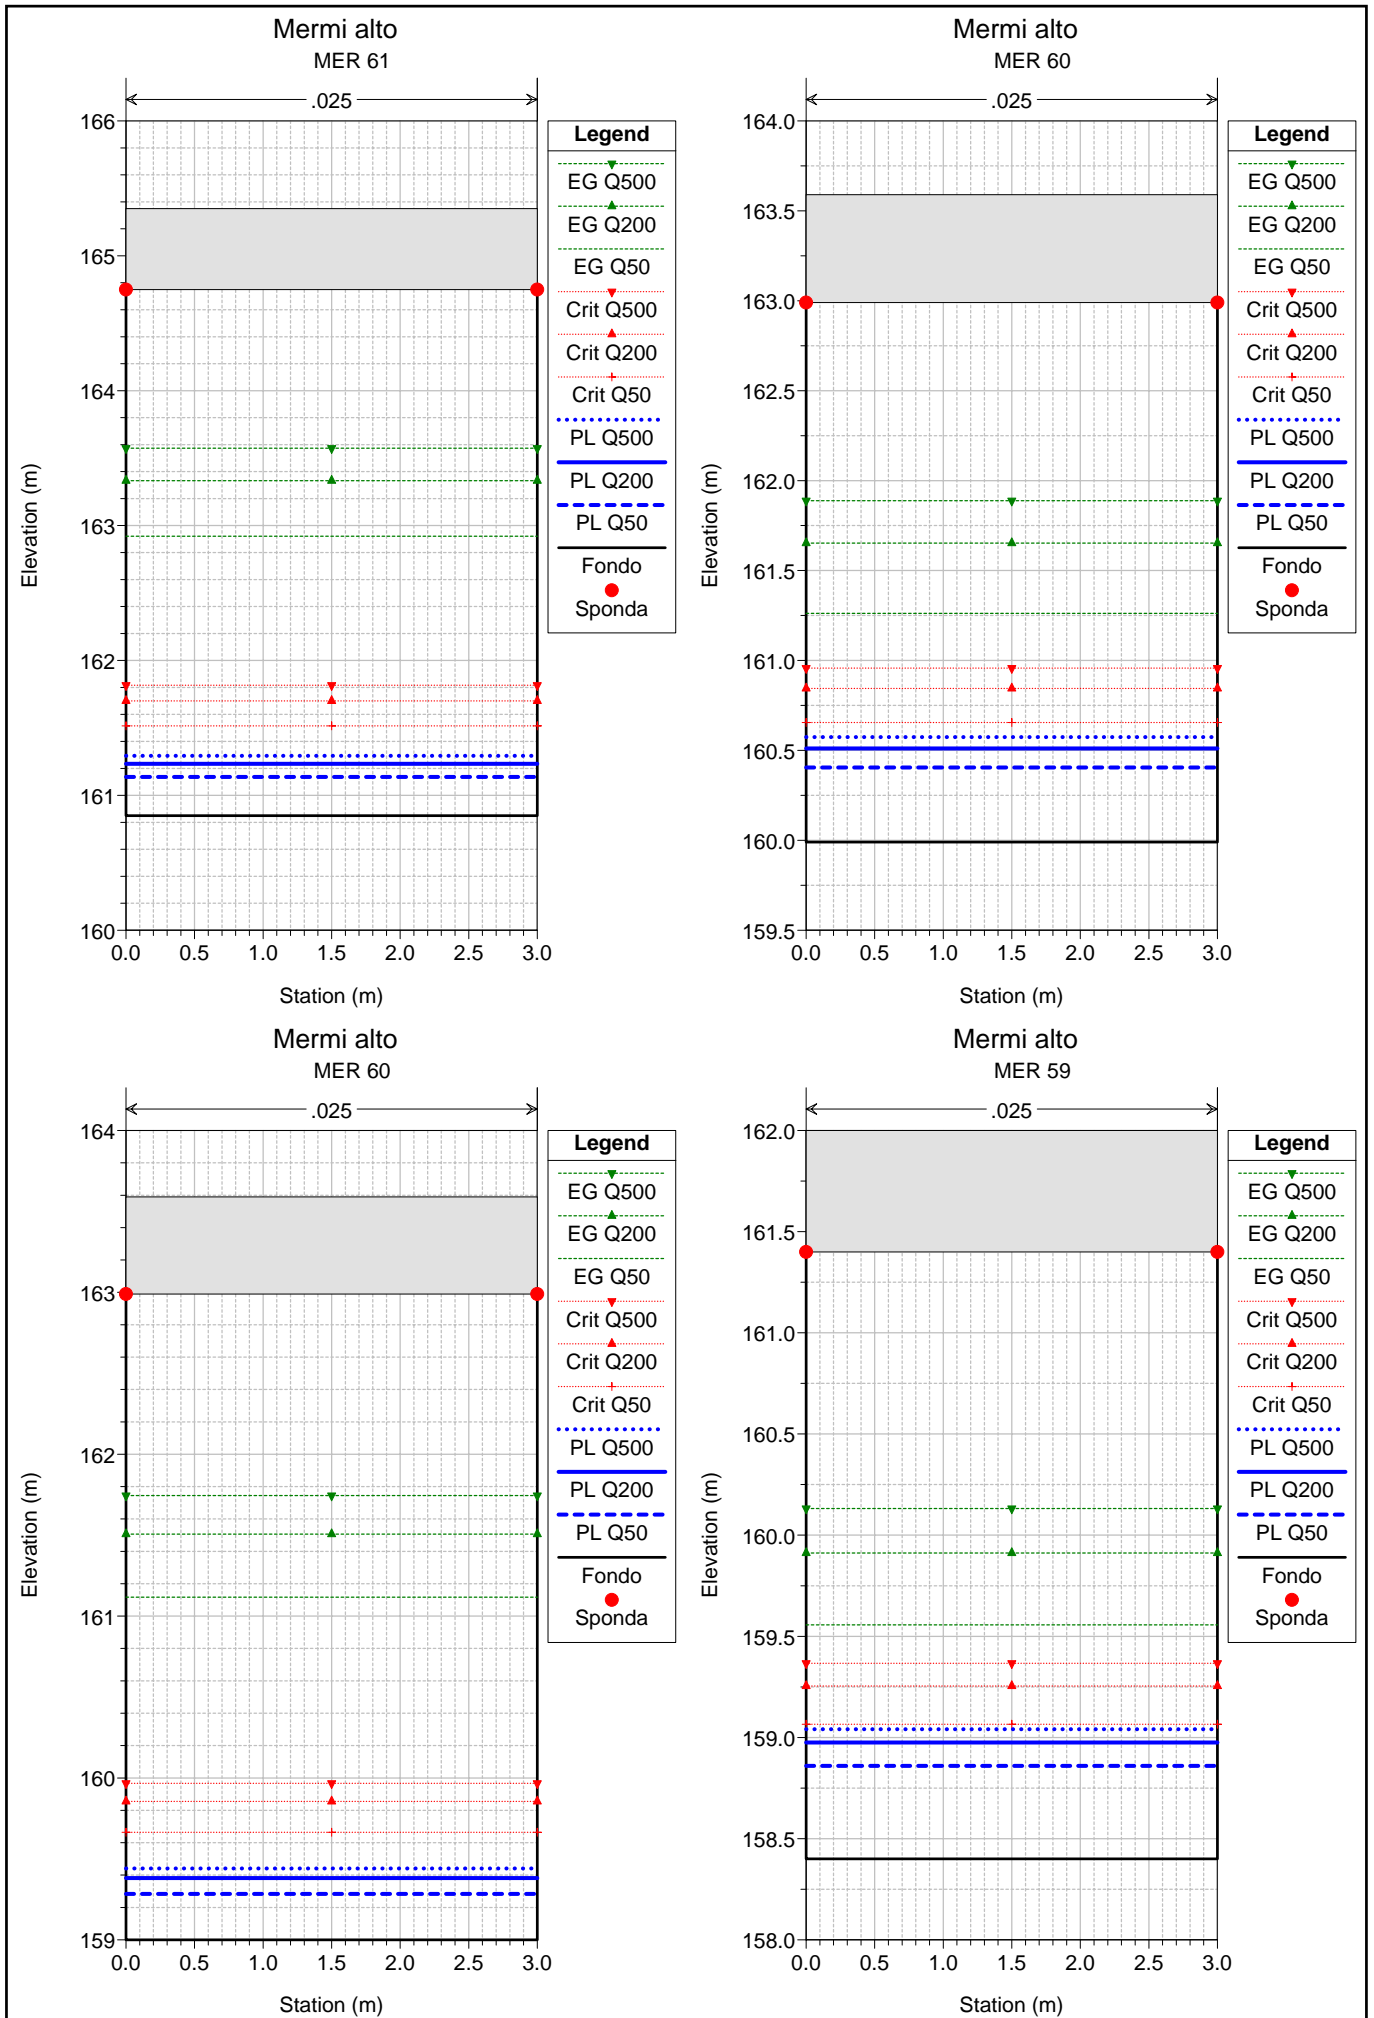 Mermi alto
MER 61
.025
166
165
164
163
162
161
160
0.0 0.5 1.0 1.5 2.0 2.5 3.0
Station (m)
Elevation (m)
Legend
EG Q500
EG Q200
EG Q50
Crit Q500
Crit Q200
Crit Q50
PL Q500
PL Q200
PL Q50
Fondo
Sponda
Mermi alto
MER 60
.025
164.0
163.5
163.0
162.5
162.0
161.5
161.0
160.5
160.0
159.5
0.0 0.5 1.0 1.5 2.0 2.5 3.0
Station (m)
Elevation (m)
Legend
EG Q500
EG Q200
EG Q50
Crit Q500
Crit Q200
Crit Q50
PL Q500
PL Q200
PL Q50
Fondo
Sponda
Mermi alto
MER 60
.025
164
163
162
161
160
159
0.0 0.5 1.0 1.5 2.0 2.5 3.0
Station (m)
Elevation (m)
Legend
EG Q500
EG Q200
EG Q50
Crit Q500
Crit Q200
Crit Q50
PL Q500
PL Q200
PL Q50
Fondo
Sponda
Mermi alto
MER 59
.025
162.0
161.5
161.0
160.5
160.0
159.5
159.0
158.5
158.0
0.0 0.5 1.0 1.5 2.0 2.5 3.0
Station (m)
Elevation (m)
Legend
EG Q500
EG Q200
EG Q50
Crit Q500
Crit Q200
Crit Q50
PL Q500
PL Q200
PL Q50
Fondo
Sponda